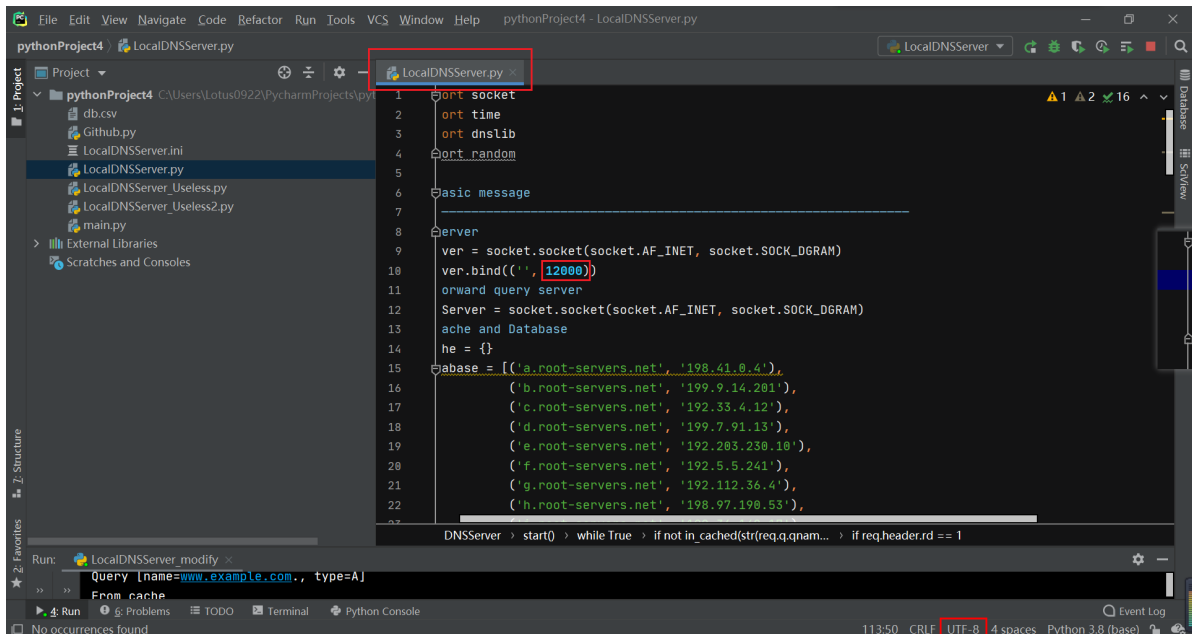 File Edit View Navigate Code Refactor Run Tools VCS Window Help pythonProject4 - LocalDNSServer.py
pythonProject4 LocalDNSServer.py LocalDNSServer
Project
LocalDNSServer.py
1: Project
pythonProject4 C:\Users\Lotus0922\PycharmProjects\pyt
db.csv
Github.py
LocalDNSServer.ini
LocalDNSServer.py
LocalDNSServer_Useless.py
LocalDNSServer_Useless2.py
main.py
External Libraries
Scratches and Consoles
7: Structure
2: Favorites
1 2 16
1 ort socket
2 ort time
3 ort dnslib
4 ort random
5
6 asic message
7 ---------------------------------------------------------------
8 erver
9 ver = socket.socket(socket.AF_INET, socket.SOCK_DGRAM)
10 ver.bind(('', 12000))
11 orward query server
12 Server = socket.socket(socket.AF_INET, socket.SOCK_DGRAM)
13 ache and Database
14 he = {}
15 abase = [('a.root-servers.net', '198.41.0.4'),
16 ('b.root-servers.net', '199.9.14.201'),
17 ('c.root-servers.net', '192.33.4.12'),
18 ('d.root-servers.net', '199.7.91.13'),
19 ('e.root-servers.net', '192.203.230.10'),
20 ('f.root-servers.net', '192.5.5.241'),
21 ('g.root-servers.net', '192.112.36.4'),
22 ('h.root-servers.net', '198.97.190.53'),
DNSServer › start() › while True › if not in_cached(str(req.q.qnam... › if req.header.rd == 1
Database
SciView
Run: LocalDNSServer_modify
Query [name=www.example.com., type=A]
From cache
4: Run 6: Problems TODO Terminal Python Console Event Log
No occurrences found 113:50 CRLF UTF-8 4 spaces Python 3.8 (base)